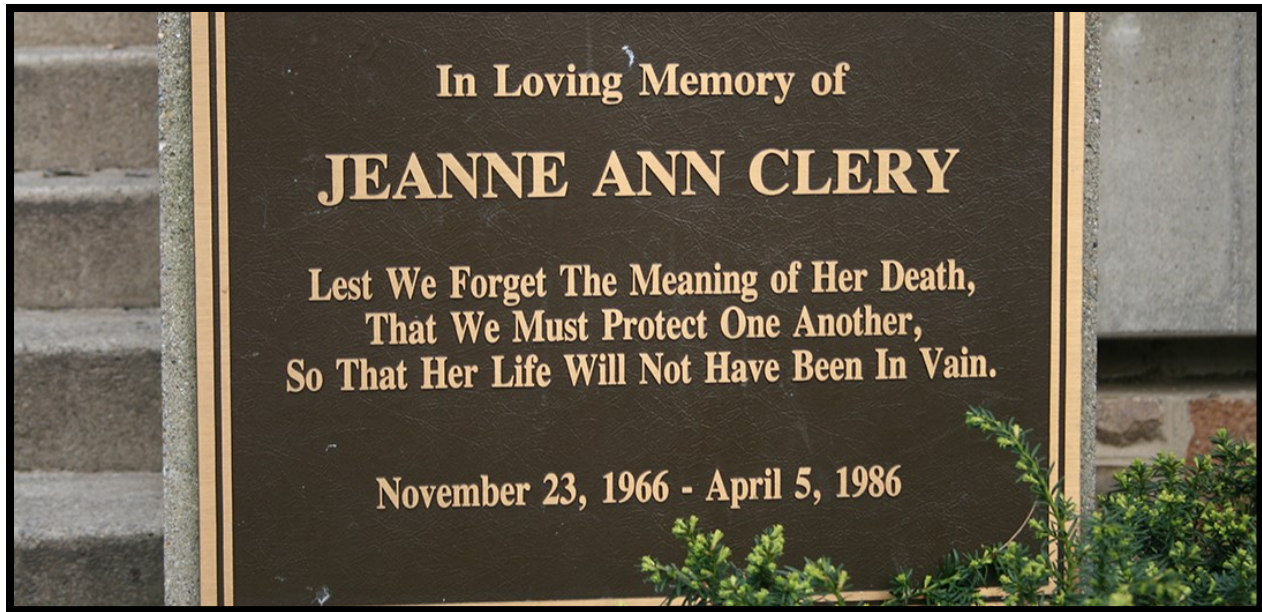 In Loving Memory of
JEANNE ANN CLERY
Lest We Forget The Meaning of Her Death,
That We Must Protect One Another,
So That Her Life Will Not Have Been In Vain.
November 23, 1966 - April 5, 1986